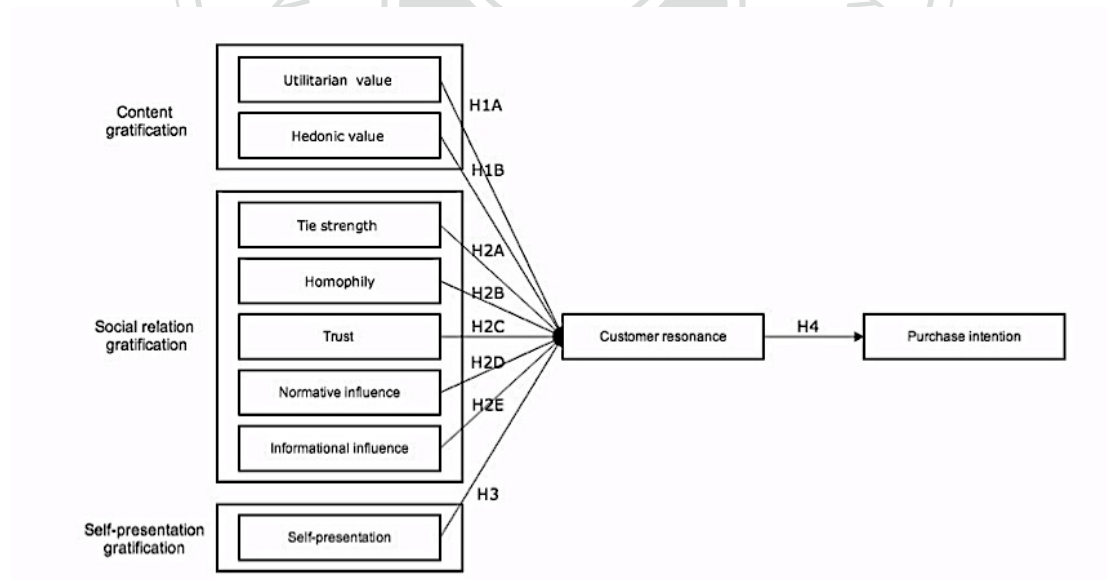 Utilitarian value
H1A
Content
gratification
Hedonic value
H1B
Tie strength
H2A
Homophily
H2B
Social relation
gratification
Trust
H2C
Customer resonance
H4
Purchase intention
Normative influence
H2D
H2E
Informational influence
H3
Self-presentation
gratification
Self-presentation